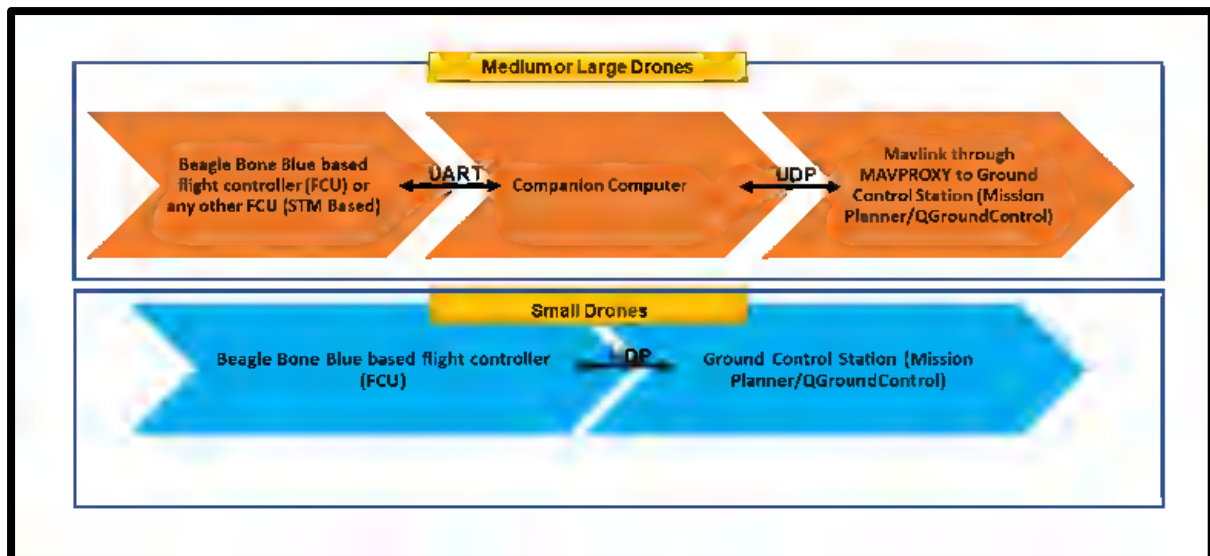 Medium or Large Drones
Beagle Bone Blue based
flight controller (FCU) or
any other FCU (STM Based)
UART
Companion Computer
UDP
Mavlink through
MAVPROXY to Ground
Control Station (Mission
Planner/QGroundControl)
Small Drones
Beagle Bone Blue based flight controller
(FCU)
Ground Control Station (Mission
Planner/QGroundControl)